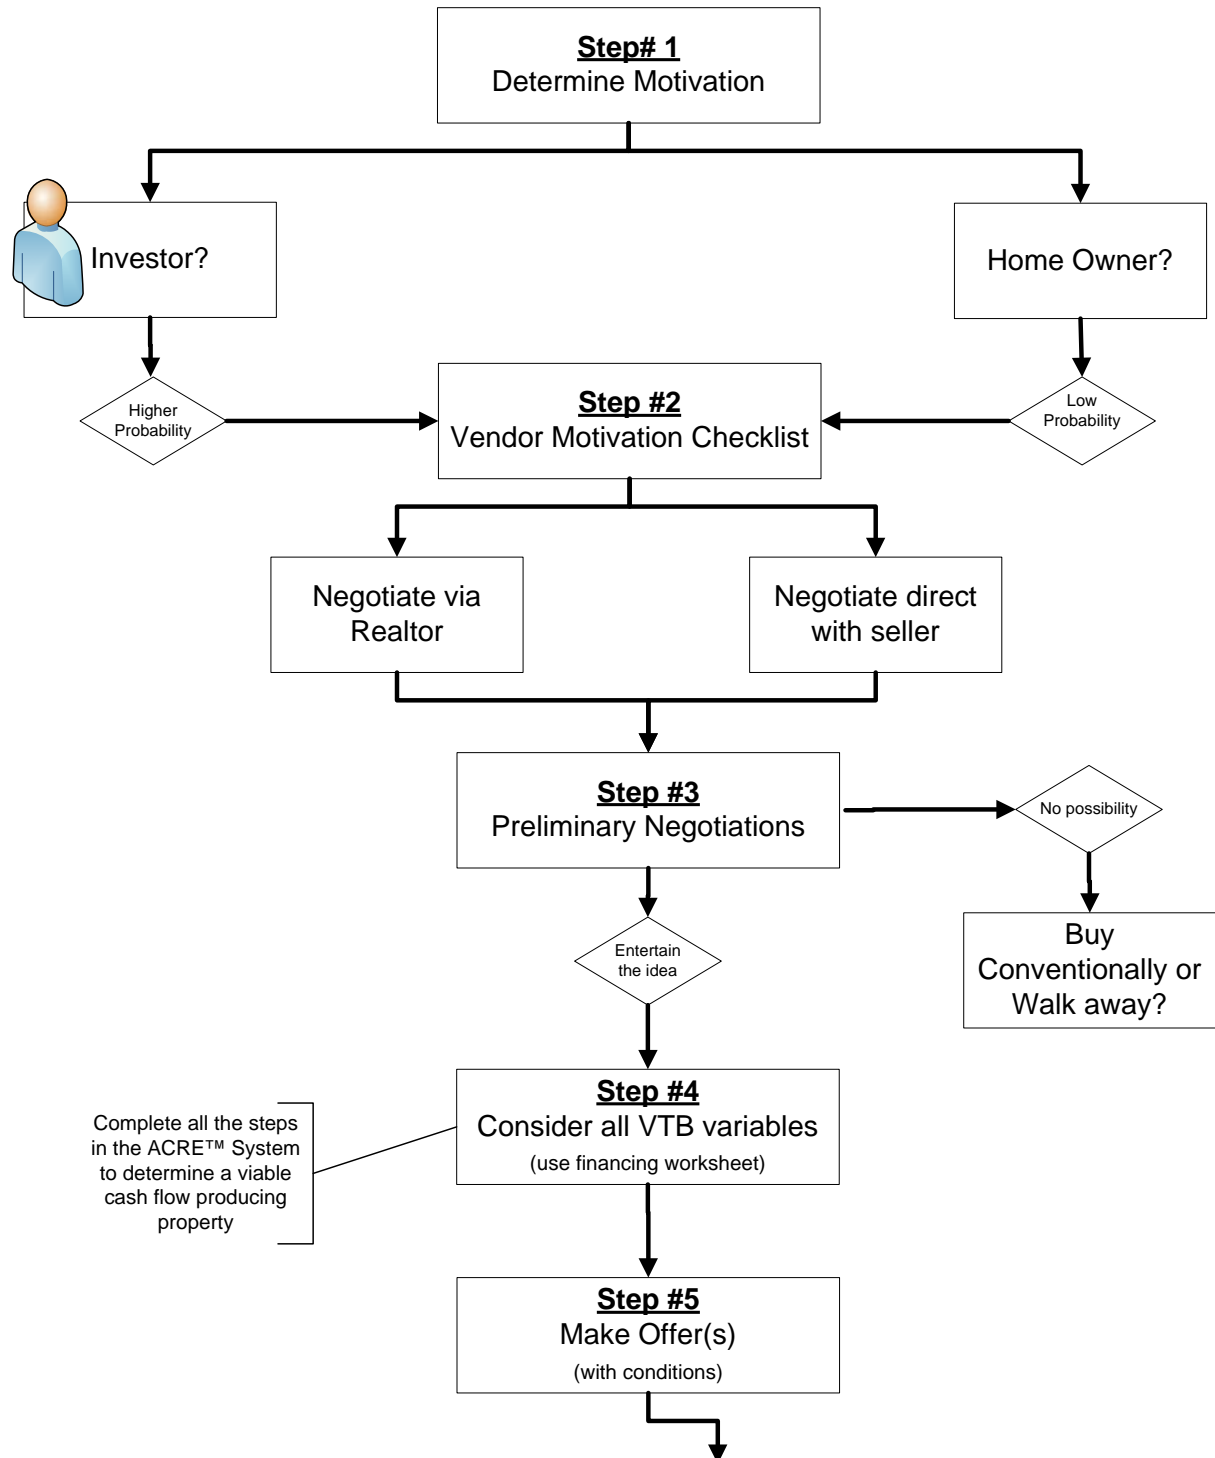 Step# 1
Determine Motivation
Investor?
Home Owner?
Higher
Probability
Step #2
Vendor Motivation Checklist
Low
Probability
Negotiate via
Realtor
Negotiate direct
with seller
Step #3
Preliminary Negotiations
No possibility
Entertain
the idea
Buy
Conventionally or
Walk away?
Complete all the steps
in the ACRE™ System
to determine a viable
cash flow producing
property
Step #4
Consider all VTB variables
(use financing worksheet)
Step #5
Make Offer(s)
(with conditions)